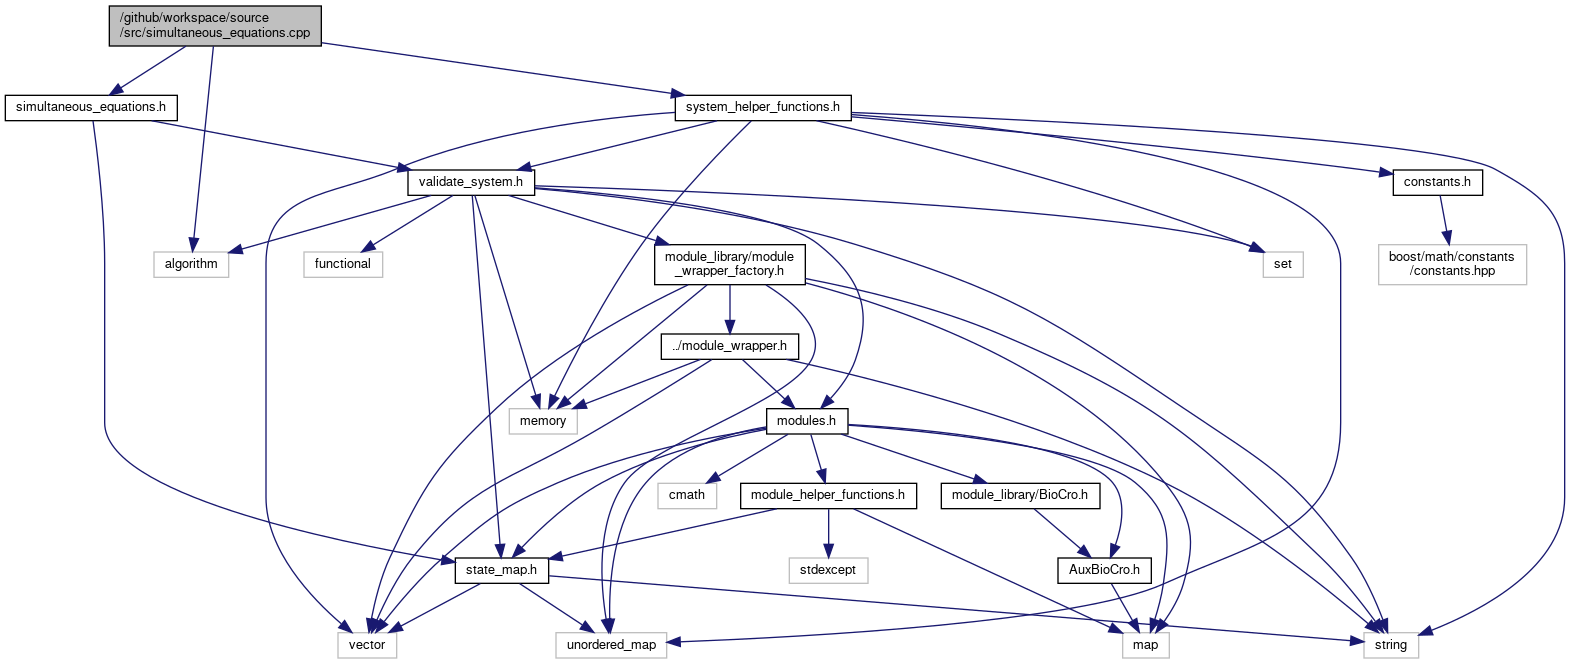 /github/workspace/source
/src/simultaneous_equations.cpp
simultaneous_equations.h
system_helper_functions.h
validate_system.h
constants.h
algorithm
functional
module_library/module
_wrapper_factory.h
set
boost/math/constants
/constants.hpp
../module_wrapper.h
memory
modules.h
cmath
module_helper_functions.h
module_library/BioCro.h
state_map.h
stdexcept
AuxBioCro.h
vector
unordered_map
map
string